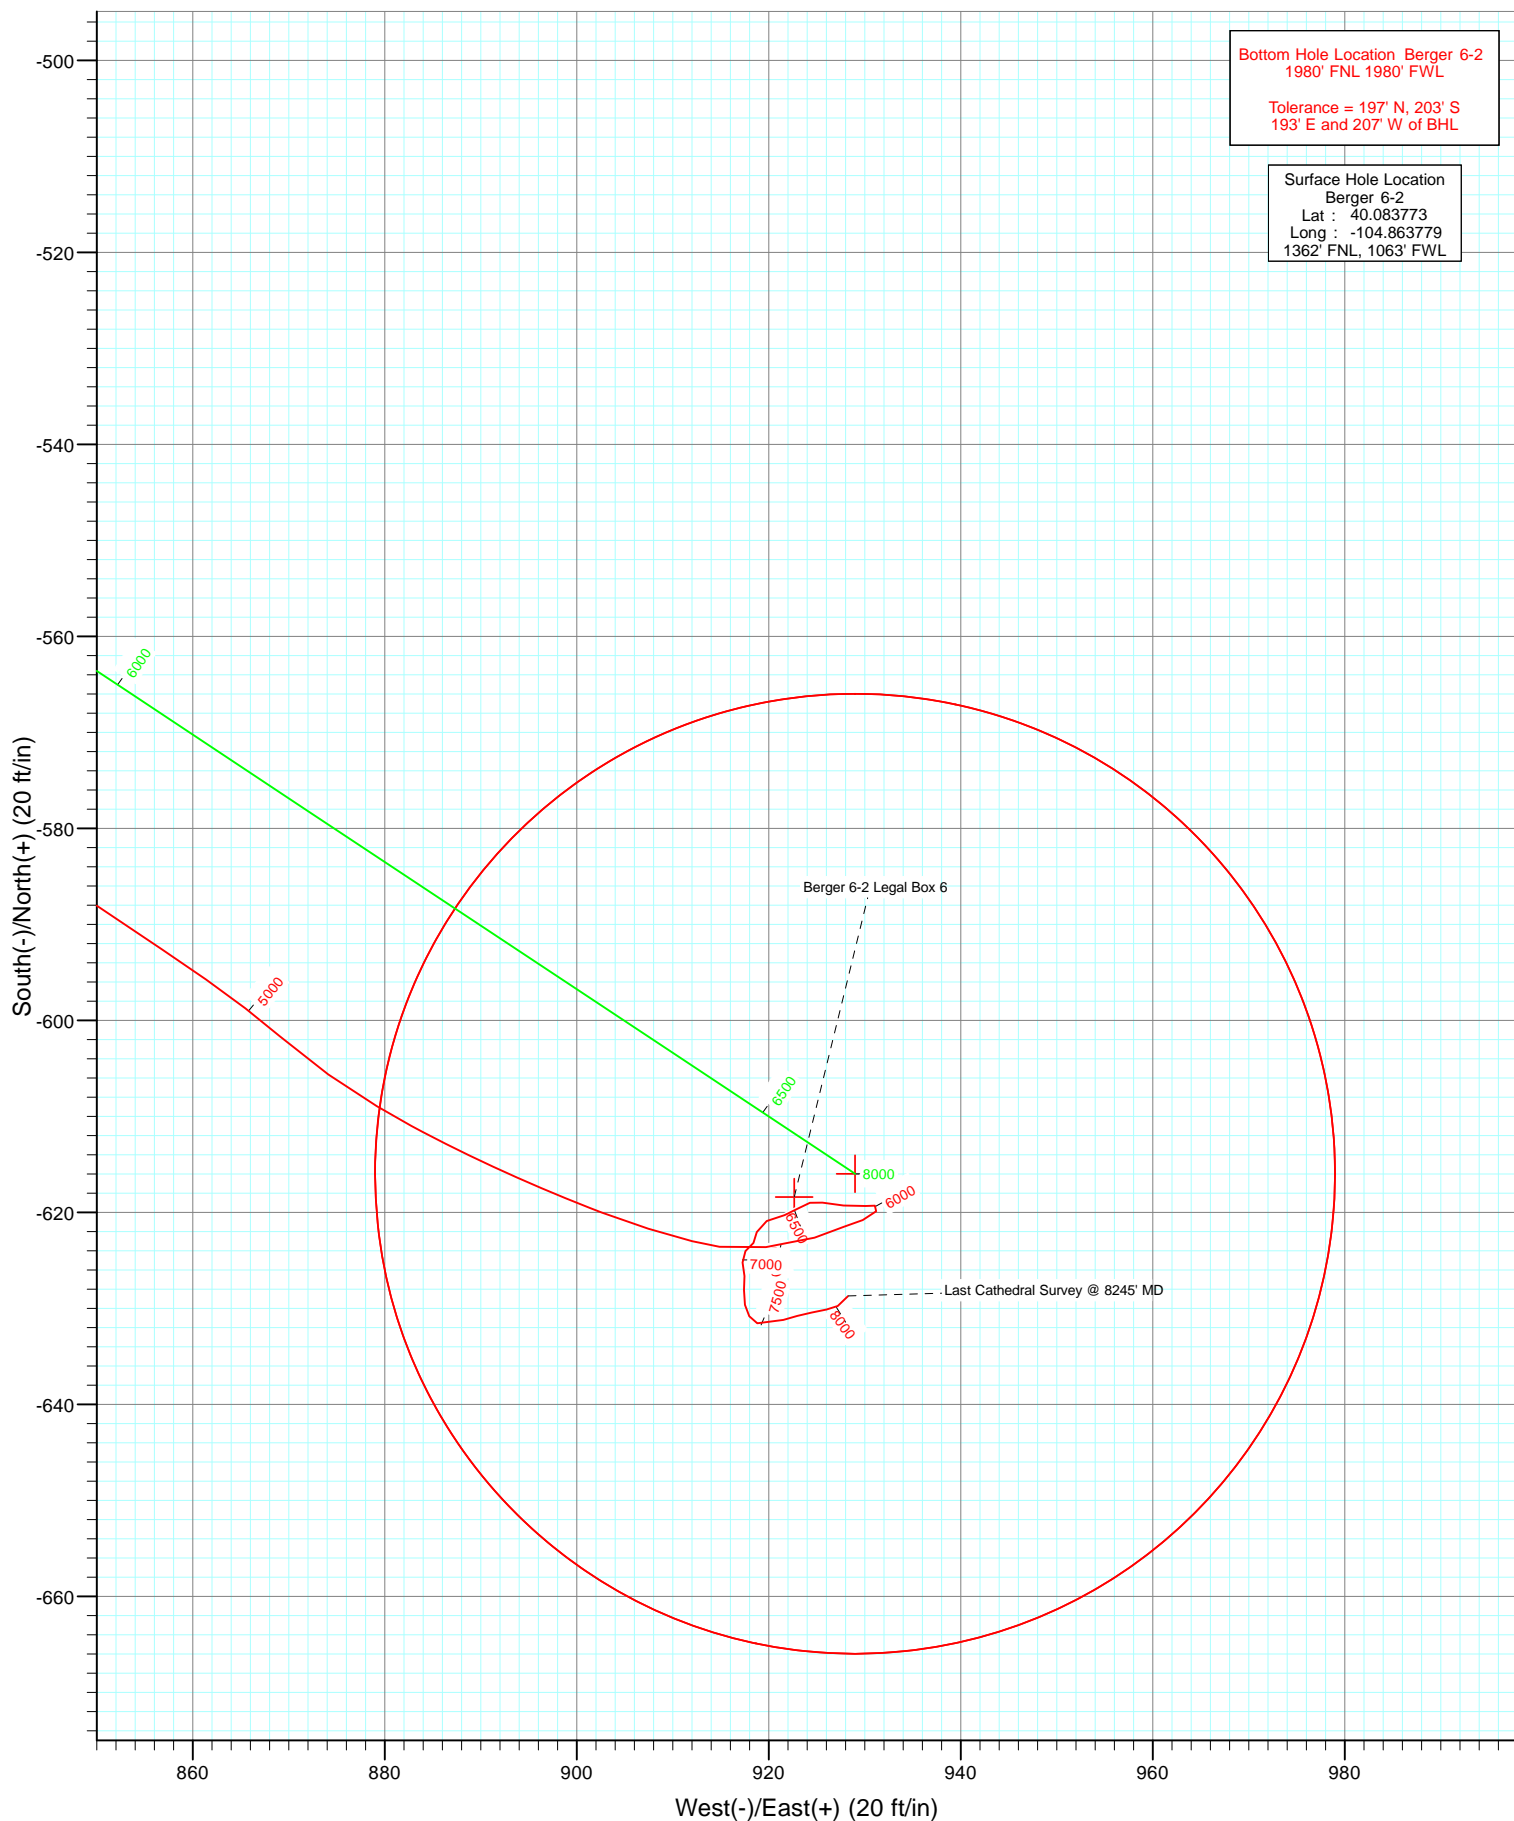 Bottom Hole Location Berger 6-2
1980' FNL 1980' FWL
Tolerance = 197' N, 203' S
193' E and 207' W of BHL
Surface Hole Location
Berger 6-2
Lat : 40.083773
Long : -104.863779
1362' FNL, 1063' FWL
-500
-520
-540
-560
-580
-600
-620
-640
-660
South(-)/North(+) (20 ft/in)
6000
5000
Berger 6-2 Legal Box 6
6500
8000
6000
6500
7000
7500
8000
Last Cathedral Survey @ 8245' MD
860
880
900
920
940
960
980
West(-)/East(+) (20 ft/in)